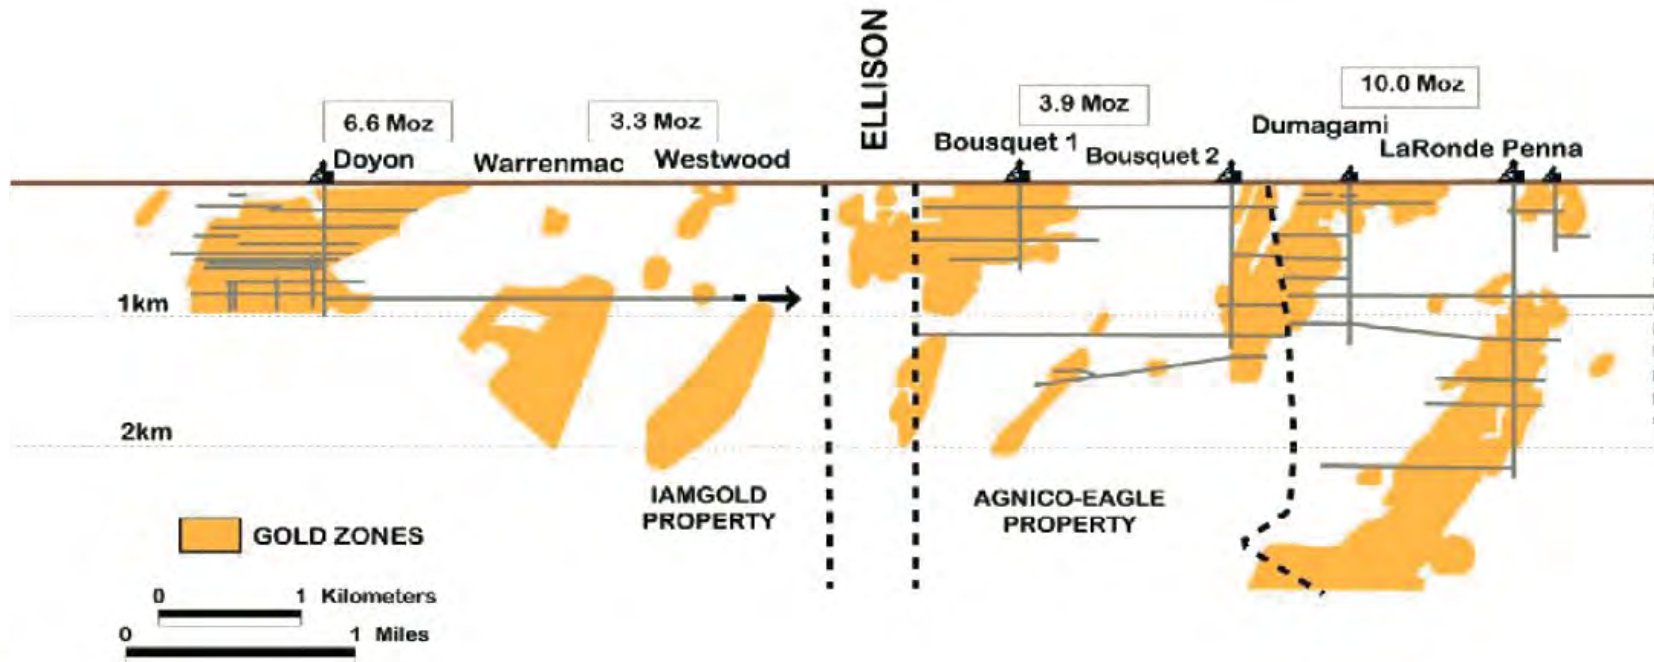 ELLISON
6.6 Moz
3.3 Moz
3.9 Moz
10.0 Moz
Doyon
Warrenmac
Westwood
Bousquet 1
Bousquet 2
Dumagami
LaRonde Penna
1km
2km
IAMGOLD
PROPERTY
AGNICO-EAGLE
PROPERTY
GOLD ZONES
0 1 Kilometers
0 1 Miles